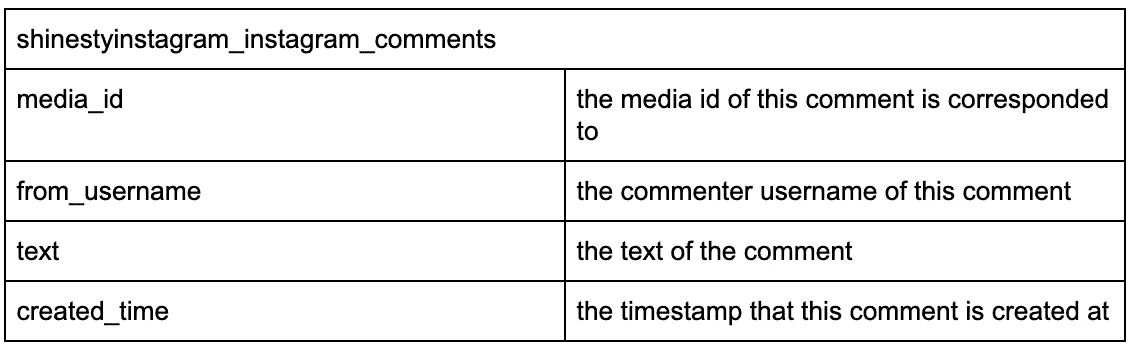 shinestyinstagram_instagram_comments
media_id
the media id of this comment is corresponded
to
from_username
the commenter username of this comment
text
the text of the comment
created_time
the timestamp that this comment is created at